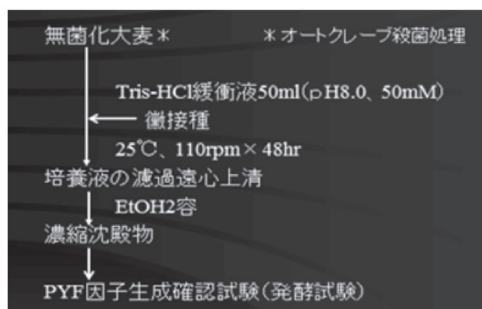 無菌化大麦* *オートクレーブ殺菌処理
Tris-HCl緩衝液50ml(pH8.0、50mM)
黴接種
25℃、110rpm×48hr
培養液の濾過遠心上清
EtOH2容
濃縮沈殿物
PYF因子生成確認試験(発酵試験)